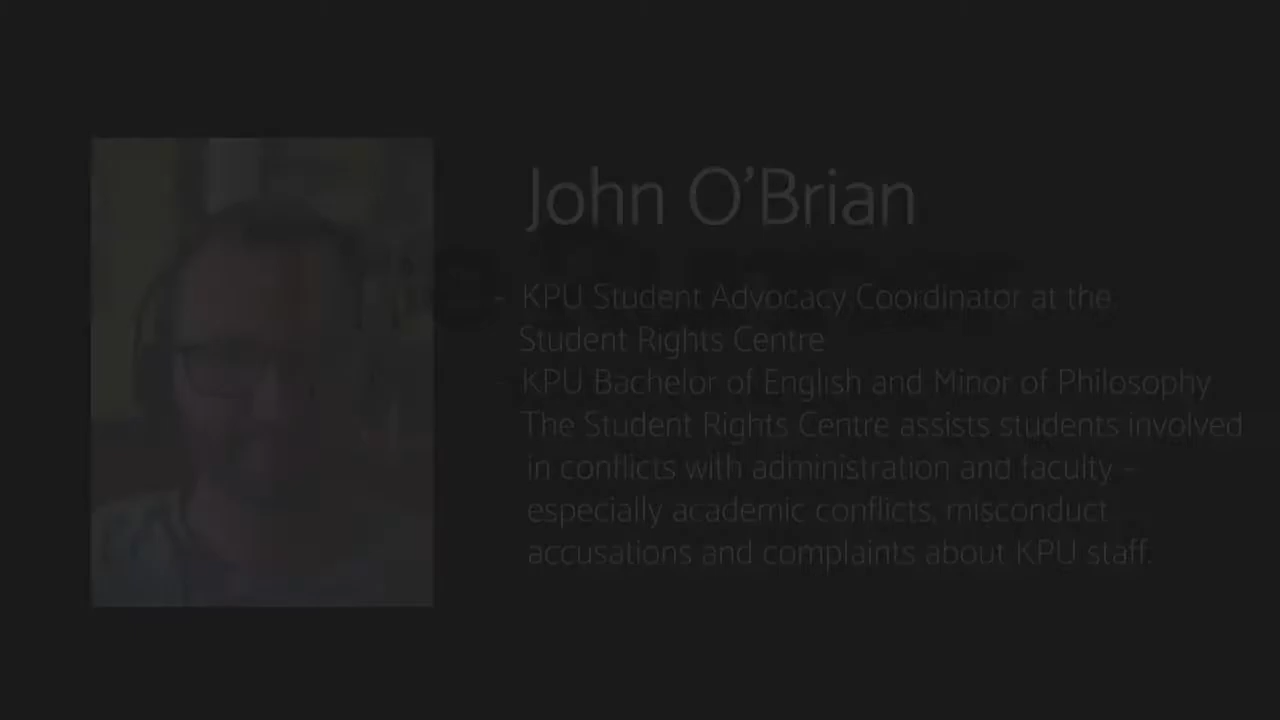 John O’Brian
- KPU Student Advocacy Coordinator at the
Student Rights Centre
- KPU Bachelor of English and Minor of Philosophy
The Student Rights Centre assists students involved
in conflicts with administration and faculty –
especially academic conflicts, misconduct
accusations and complaints about KPU staff.